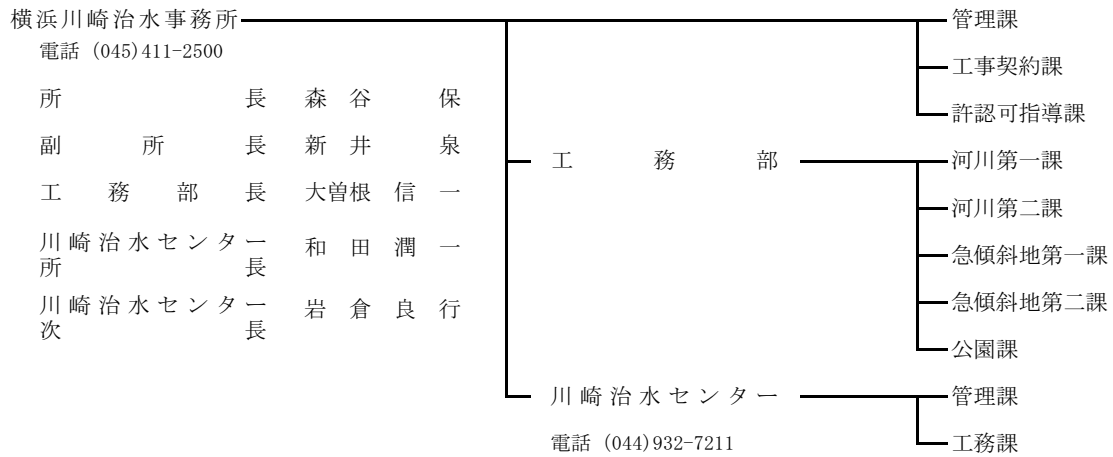 横浜川崎治水事務所
電話 (045)411-2500
所長 森谷保
副所長 新井泉
工務部長 大曽根信一
川崎治水センター所長 和田潤一
川崎治水センター次長 岩倉良行
管理課
工事契約課
許認可指導課
工務部
河川第一課
河川第二課
急傾斜地第一課
急傾斜地第二課
公園課
川崎治水センター
電話 (044)932-7211
管理課
工務課